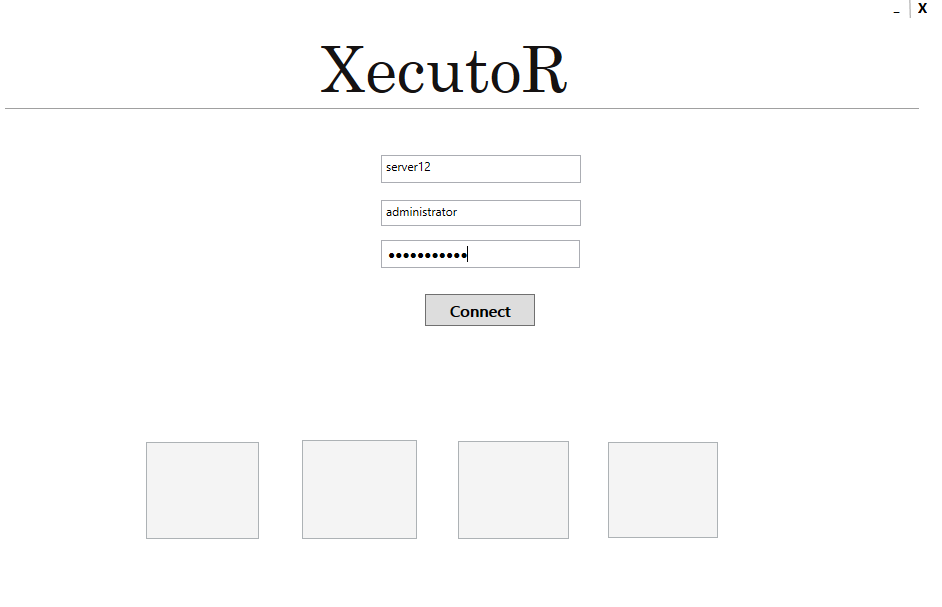 _ X
XecutoR
server12
administrator
•••••••••••
Connect